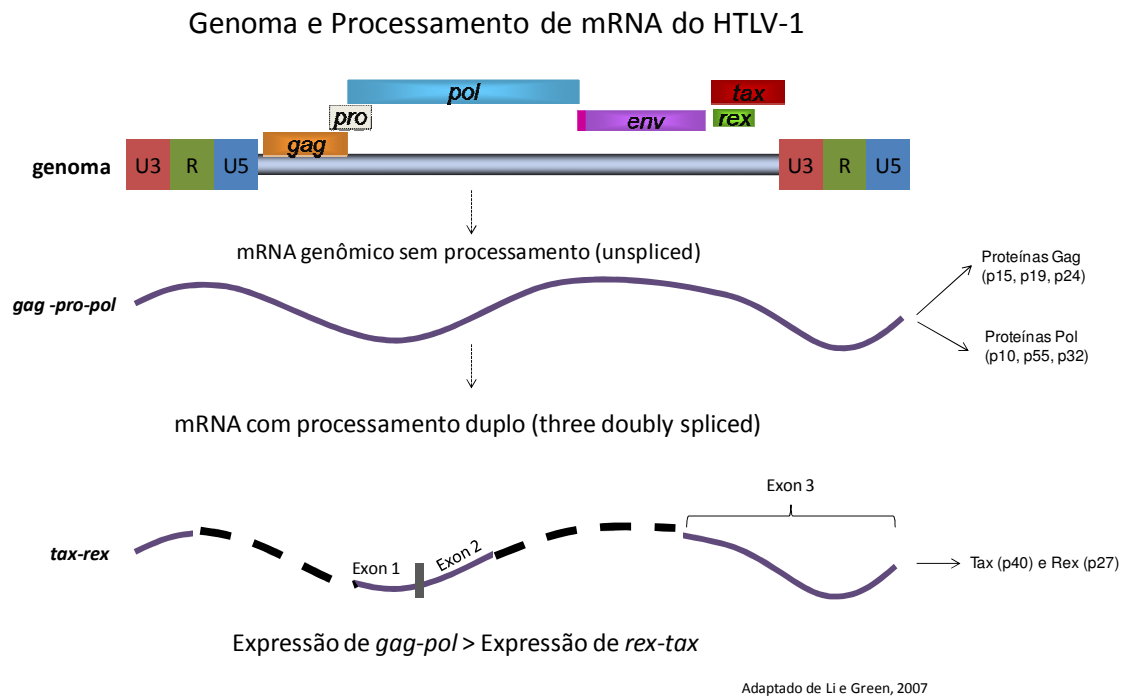 Genoma e Processamento de mRNA do HTLV-1
pol
tax
pro
env
rex
gag
genoma
U3 R U5
U3 R U5
mRNA genômico sem processamento (unspliced)
Proteínas Gag
(p15, p19, p24)
gag -pro-pol
Proteínas Pol
(p10, p55, p32)
mRNA com processamento duplo (three doubly spliced)
Exon 3
tax-rex
Exon 1
Exon 2
Tax (p40) e Rex (p27)
Expressão de gag-pol > Expressão de rex-tax
Adaptado de Li e Green, 2007